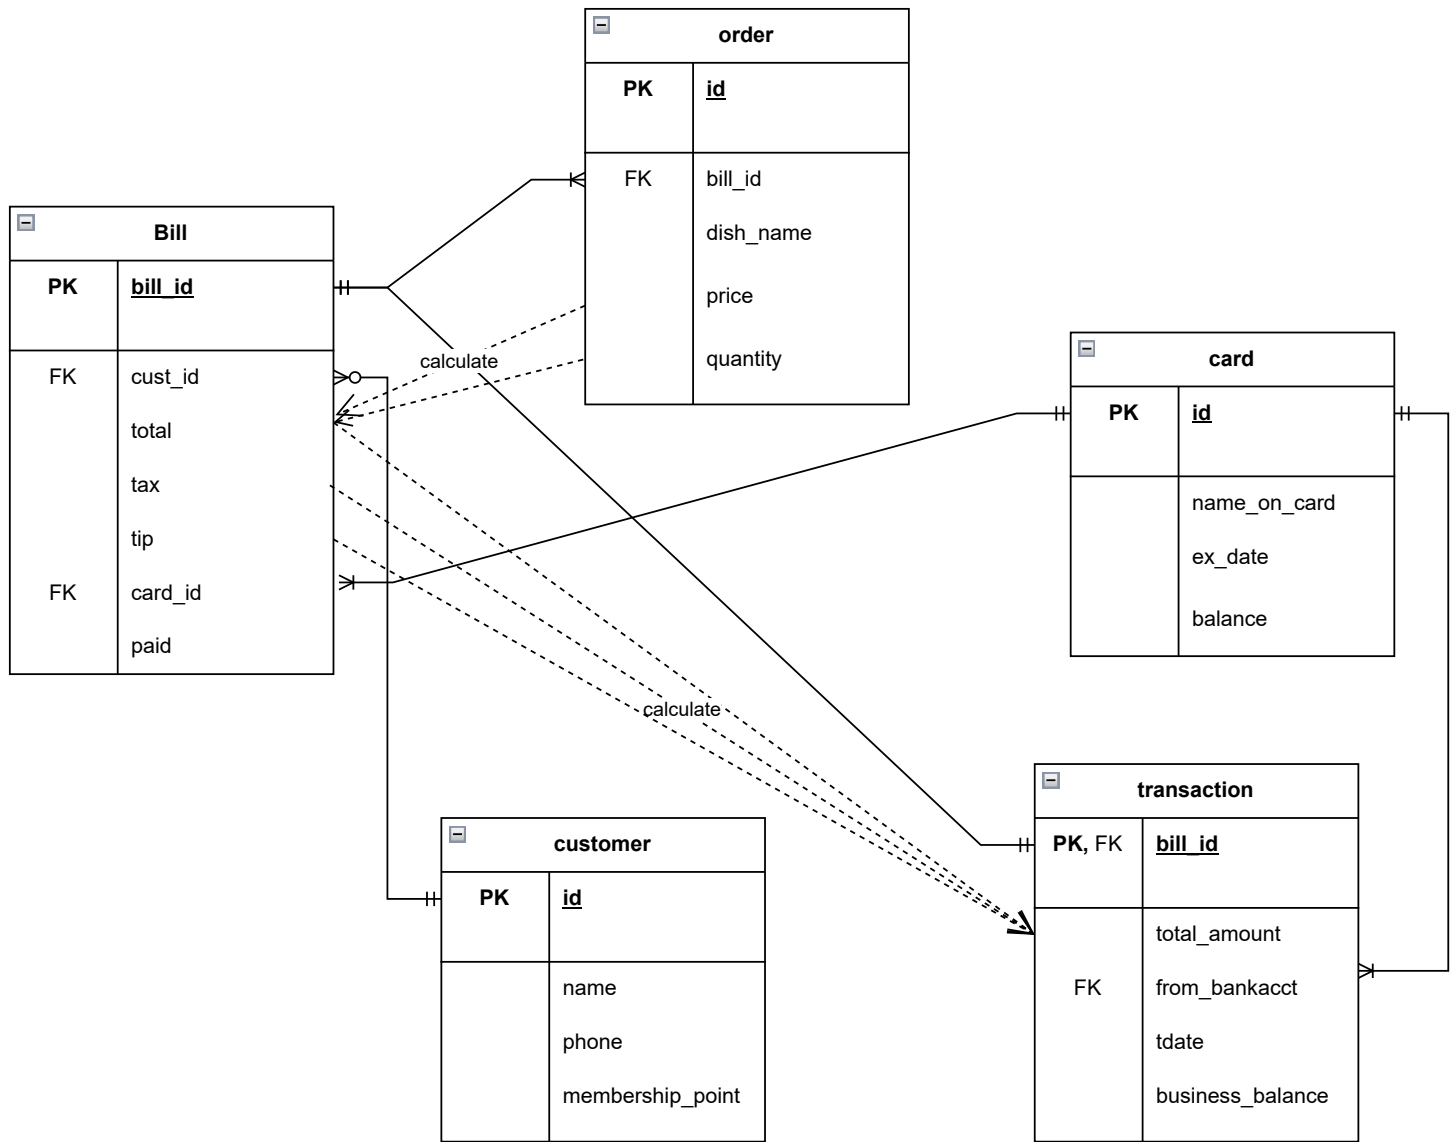 order
PK id
FK bill_id
dish_name
price
quantity
Bill
PK bill_id
FK cust_id
total
tax
tip
FK card_id
paid
calculate
card
PK id
name_on_card
ex_date
balance
calculate
customer
PK id
name
phone
membership_point
transaction
PK, FK bill_id
total_amount
FK from_bankacct
tdate
business_balance